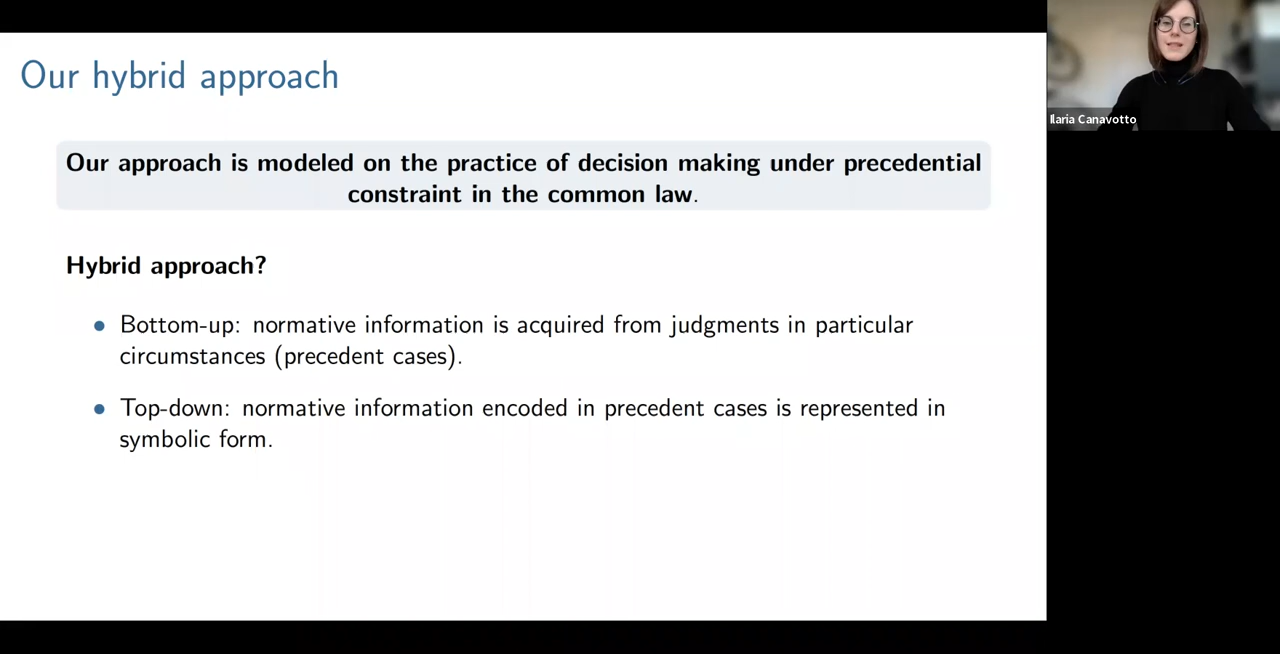 Our hybrid approach
Our approach is modeled on the practice of decision making under precedential
constraint in the common law.
Hybrid approach?
• Bottom-up: normative information is acquired from judgments in particular
circumstances (precedent cases).
• Top-down: normative information encoded in precedent cases is represented in
symbolic form.
Ilaria Canavotto